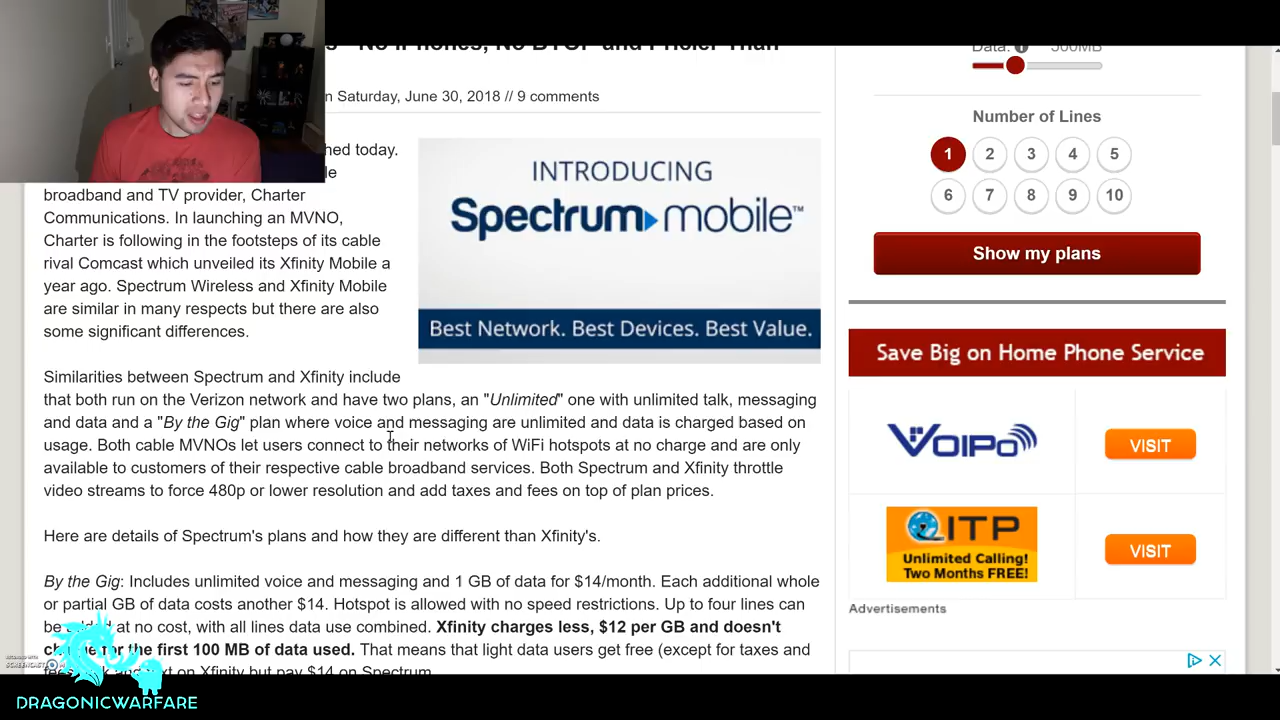 No iPhones, No BYOP and Pricier Than
n Saturday, June 30, 2018 // 9 comments
hed today.
le
broadband and TV provider, Charter
Communications. In launching an MVNO,
Charter is following in the footsteps of its cable
rival Comcast which unveiled its Xfinity Mobile a
year ago. Spectrum Wireless and Xfinity Mobile
are similar in many respects but there are also
some significant differences.
INTRODUCING
Spectrum mobile™
Best Network. Best Devices. Best Value.
Similarities between Spectrum and Xfinity include
that both run on the Verizon network and have two plans, an "Unlimited" one with unlimited talk, messaging
and data and a "By the Gig" plan where voice and messaging are unlimited and data is charged based on
usage. Both cable MVNOs let users onnect to their networks of WiFi hotspots at no charge and are only
available to customers of their respective cable broadband services. Both Spectrum and Xfinity throttle
video streams to force 480p or lower resolution and add taxes and fees on top of plan prices.
Here are details of Spectrum's plans and how they are different than Xfinity's.
By the Gig: Includes unlimited voice and messaging and 1 GB of data for $14/month. Each additional whole
or partial GB of data costs another $14. Hotspot is allowed with no speed restrictions. Up to four lines can
be at no cost, with all lines data use combined. Xfinity charges less, $12 per GB and doesn't
for the first 100 MB of data used. That means that light data users get free (except for taxes and
text on Xfinity but pay $14 on Spectrum.
Data: 500MB
Number of Lines
1 2 3 4 5
6 7 8 9 10
Show my plans
Save Big on Home Phone Service
VOIPo VISIT
ITP
Unlimited Calling!
Two Months FREE!
VISIT
Advertisements
DRAGONICWARFARE